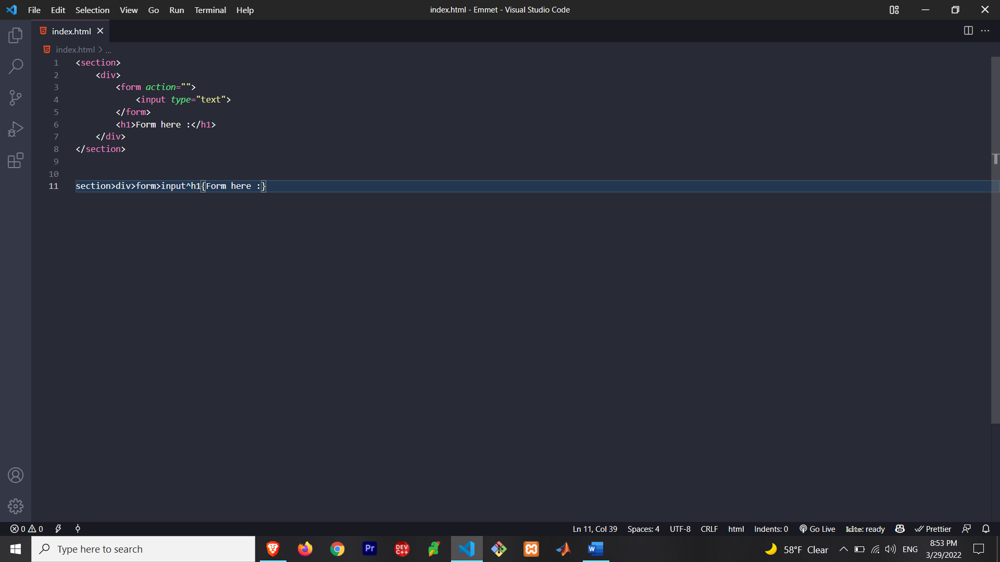 File Edit Selection View Go Run Terminal Help index.html - Emmet - Visual Studio Code
index.html
index.html > ...
1 <section>
2 <div>
3 <form action="">
4 <input type="text">
5 </form>
6 <h1>Form here :</h1>
7 </div>
8 </section>
9
10
11 section>div>form>input^h1{Form here :}
0 0 Ln 11, Col 39 Spaces: 4 UTF-8 CRLF html Indents: 0 Go Live kite: ready Prettier
Type here to search Pr DEV C++ W 58°F Clear ENG 8:53 PM
3/29/2022